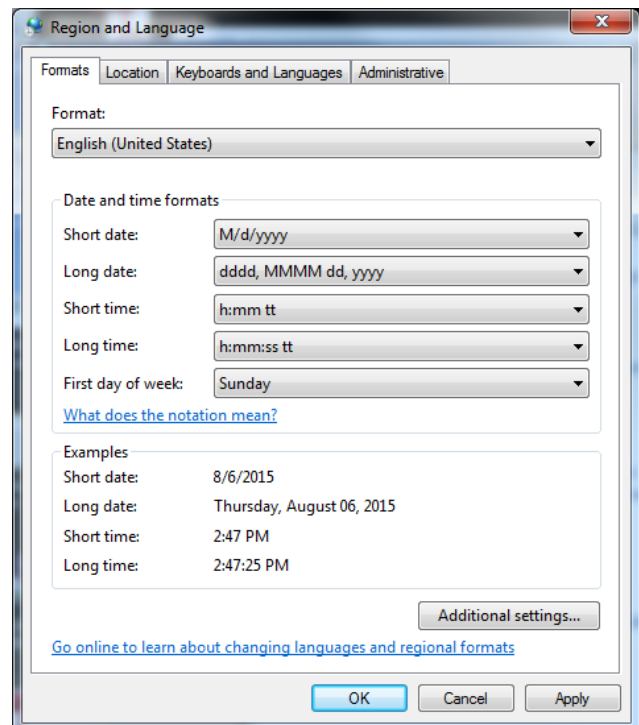 Region and Language
Formats Location Keyboards and Languages Administrative
Format:
English (United States)
Date and time formats
Short date: M/d/yyyy
Long date: dddd, MMMM dd, yyyy
Short time: h:mm tt
Long time: h:mm:ss tt
First day of week: Sunday
What does the notation mean?
Examples
Short date: 8/6/2015
Long date: Thursday, August 06, 2015
Short time: 2:47 PM
Long time: 2:47:25 PM
Additional settings...
Go online to learn about changing languages and regional formats
OK Cancel Apply